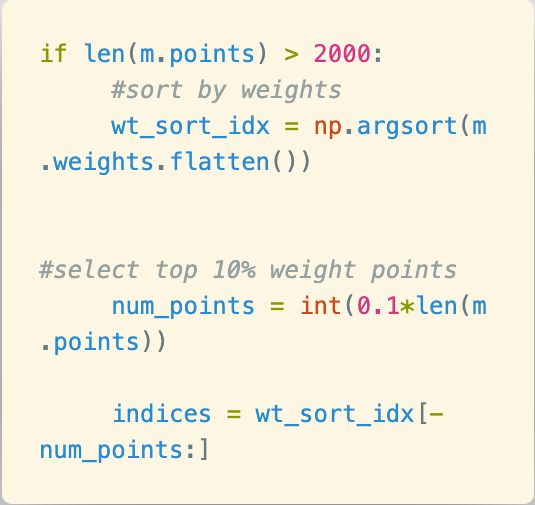 if len(m.points) > 2000:
#sort by weights
wt_sort_idx = np.argsort(m
.weights.flatten())
#select top 10% weight points
num_points = int(0.1*len(m
.points))
indices = wt_sort_idx[-
num_points:]